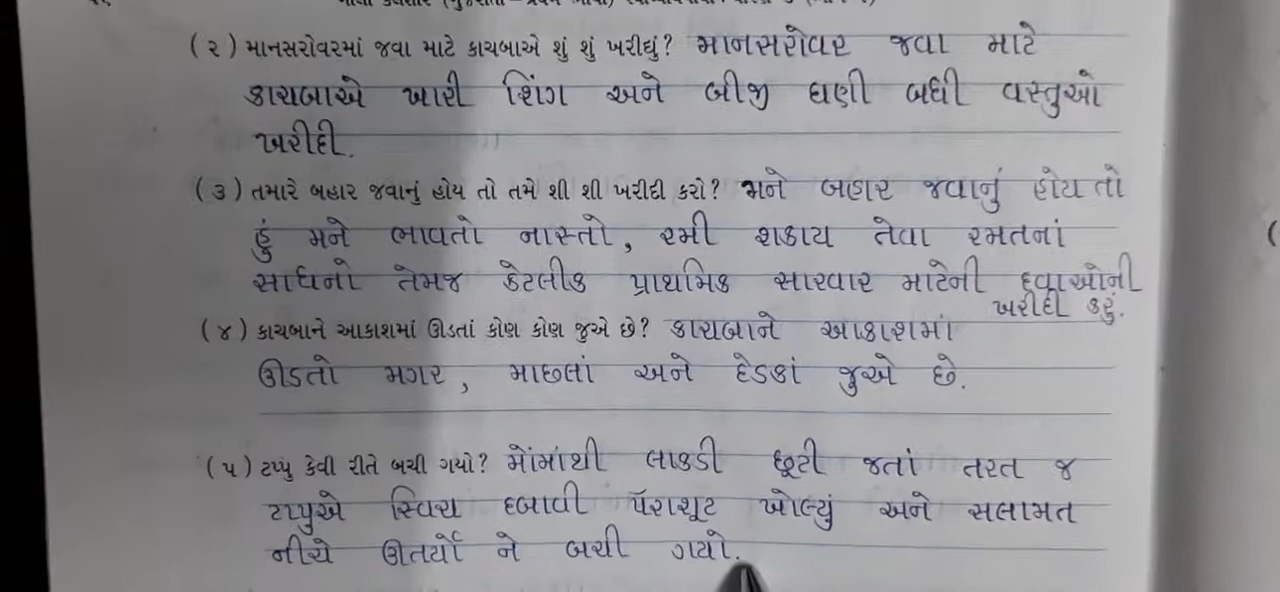 (૨) માનસરોવરમાં જવા માટે કાચબાએ શું શું ખરીદ્યું? માનસરોવર જવા માટે
કાચબાએ ખારી શિંગ અને બીજી ઘણી બધી વસ્તુઓ
ખરીદી.
(૩) તમારે બહાર જવાનું હોય તો તમે શી શી ખરીદી કરો? મને બહાર જવાનું હોય તો
હું મને ભાવતો નાસ્તો, રમી શકાય તેવા રમતનાં
સાધનો તેમજ કેટલીક પ્રાથમિક સારવાર માટેની દવાઓની
ખરીદી કરું.
(૪) કાચબાને આકાશમાં ઊડતાં કોણ કોણ જુએ છે? કાચબાને આકાશમાં
ઊડતો મગર, માછલાં અને દેડકાં જુએ છે.
(૫) ટપ્પુ કેવી રીતે બચી ગયો? મોંમાંથી લાકડી છૂટી જતાં તરત જ
ટપ્પુએ સ્વિચ દબાવી પૅરાશૂટ ખોલ્યું અને સલામત
નીચે ઊતર્યો ને બચી ગયો.